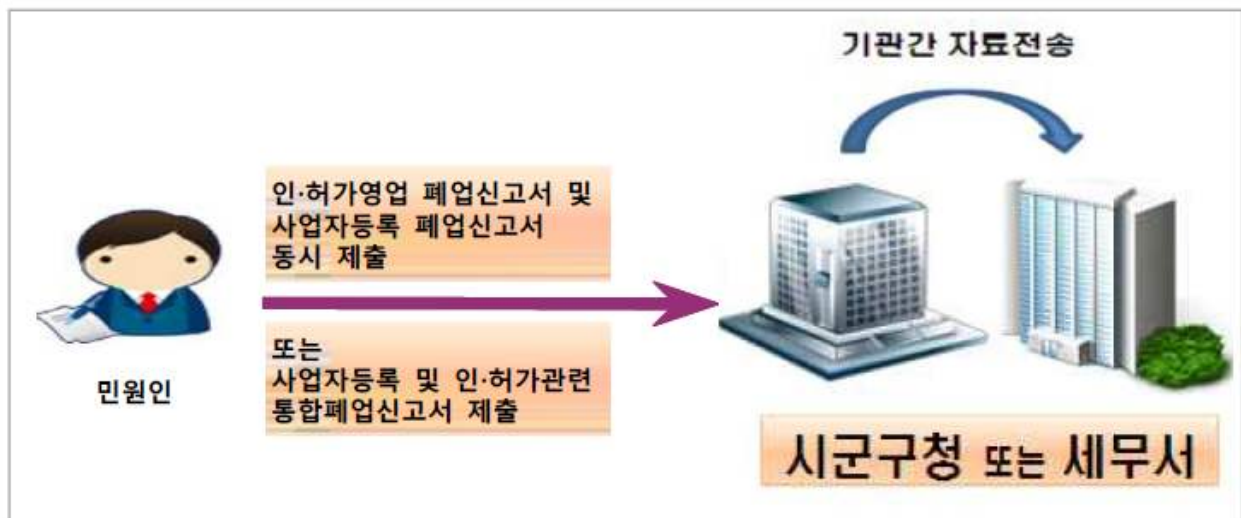 기관간 자료전송
인·허가영업 폐업신고서 및
사업자등록 폐업신고서
동시 제출
또는
사업자등록 및 인·허가관련
통합폐업신고서 제출
민원인
시군구청 또는 세무서